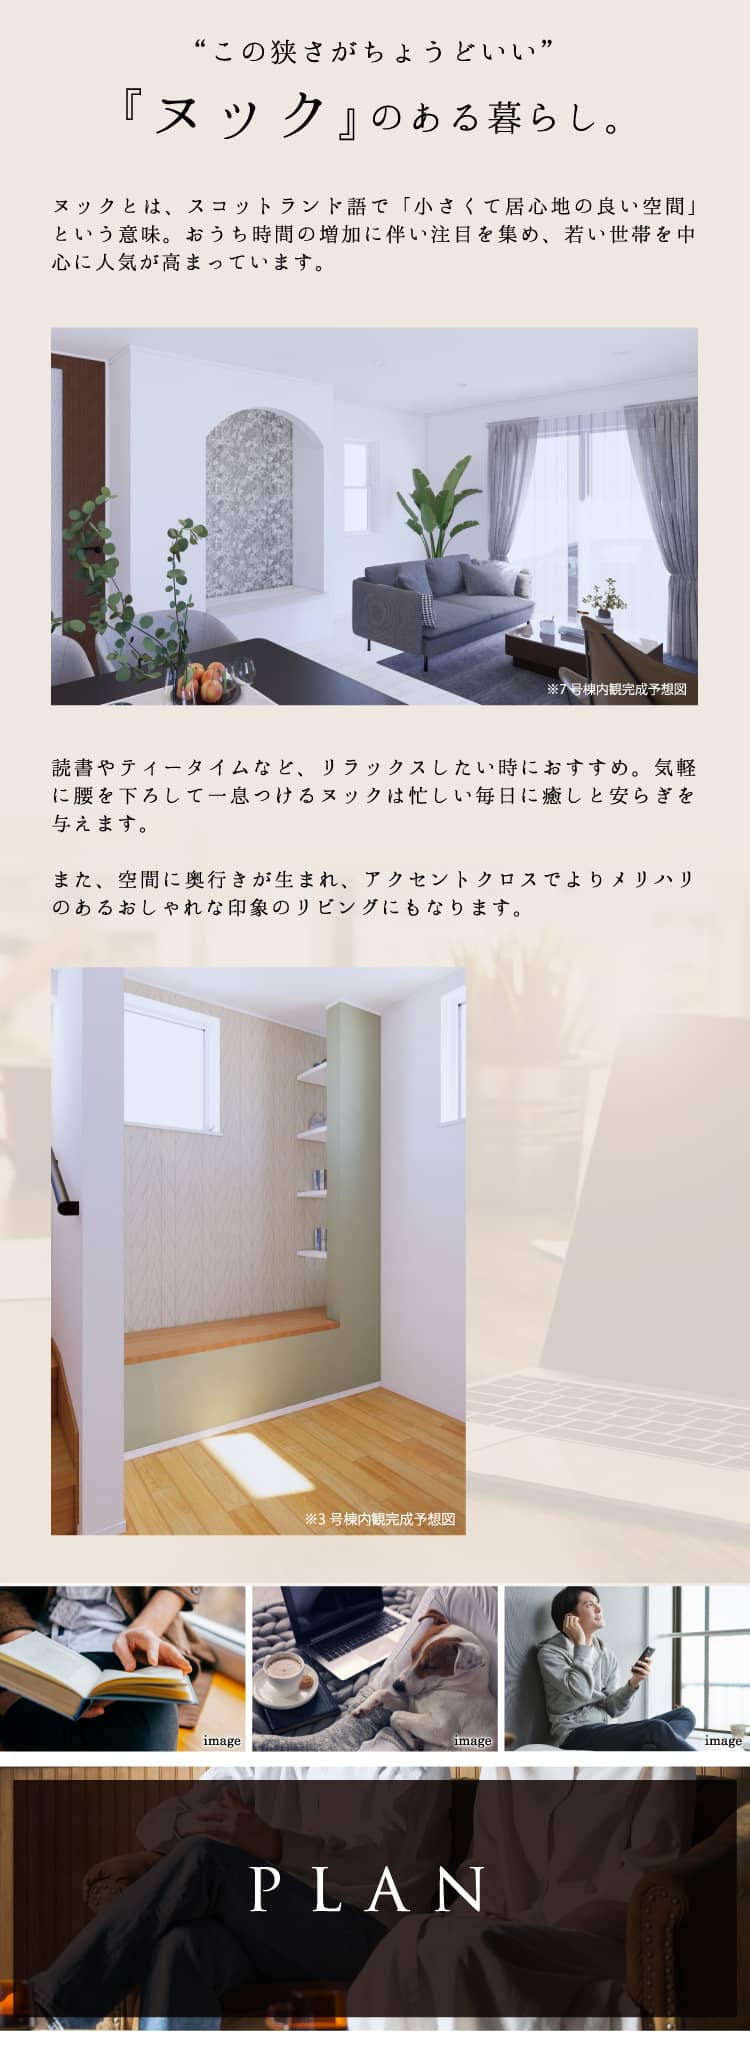 “この狭さがちょうどいい”
『ヌック』のある暮らし。
ヌックとは、スコットランド語で「小さくて居心地の良い空間」
という意味。おうち時間の増加に伴い注目を集め、若い世帯を中
心に人気が高まっています。
※7号棟内観完成予想図
読書やティータイムなど、リラックスしたい時におすすめ。気軽
に腰を下ろして一息つけるヌックは忙しい毎日に癒しと安らぎを
与えます。
また、空間に奥行きが生まれ、アクセントクロスでよりメリハリ
のあるおしゃれな印象のリビングにもなります。
※3号棟内観完成予想図
image
image
image
PLAN